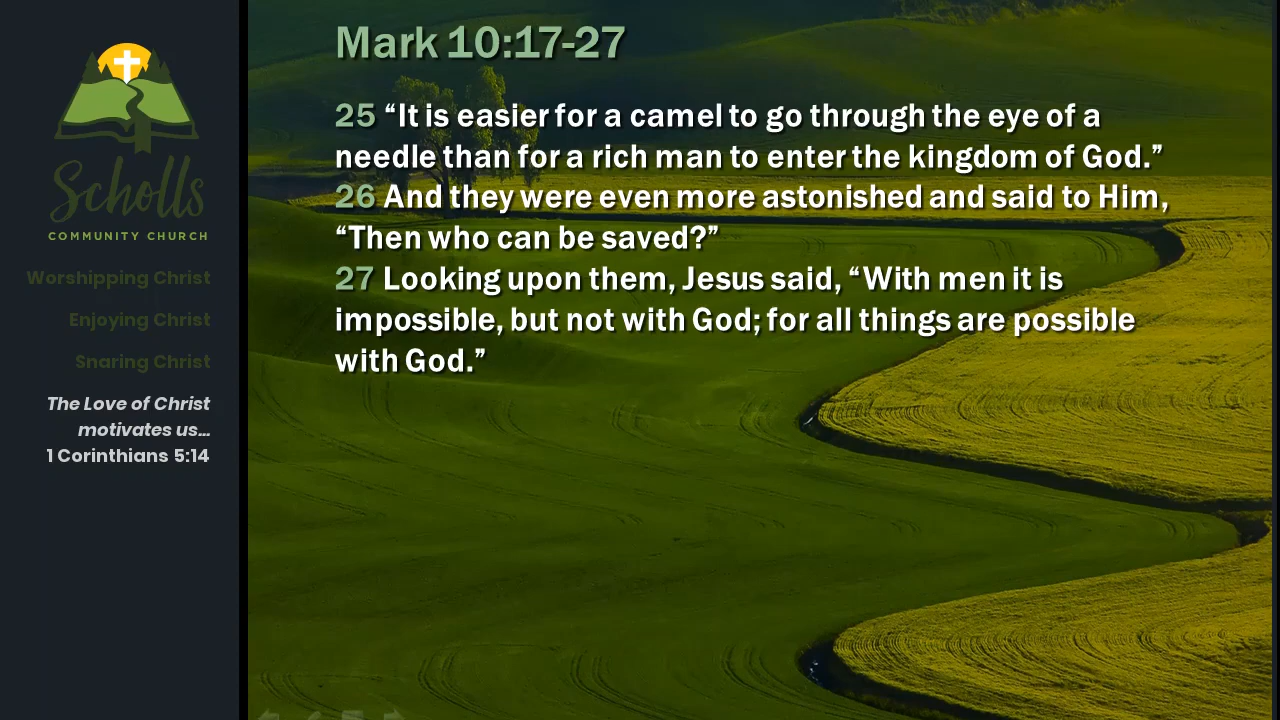 Scholls
COMMUNITY CHURCH
Worshipping Christ
Enjoying Christ
Snaring Christ
The Love of Christ
motivates us...
1 Corinthians 5:14
Mark 10:17-27
25 “It is easier for a camel to go through the eye of a
needle than for a rich man to enter the kingdom of God.”
26 And they were even more astonished and said to Him,
“Then who can be saved?”
27 Looking upon them, Jesus said, “With men it is
impossible, but not with God; for all things are possible
with God.”